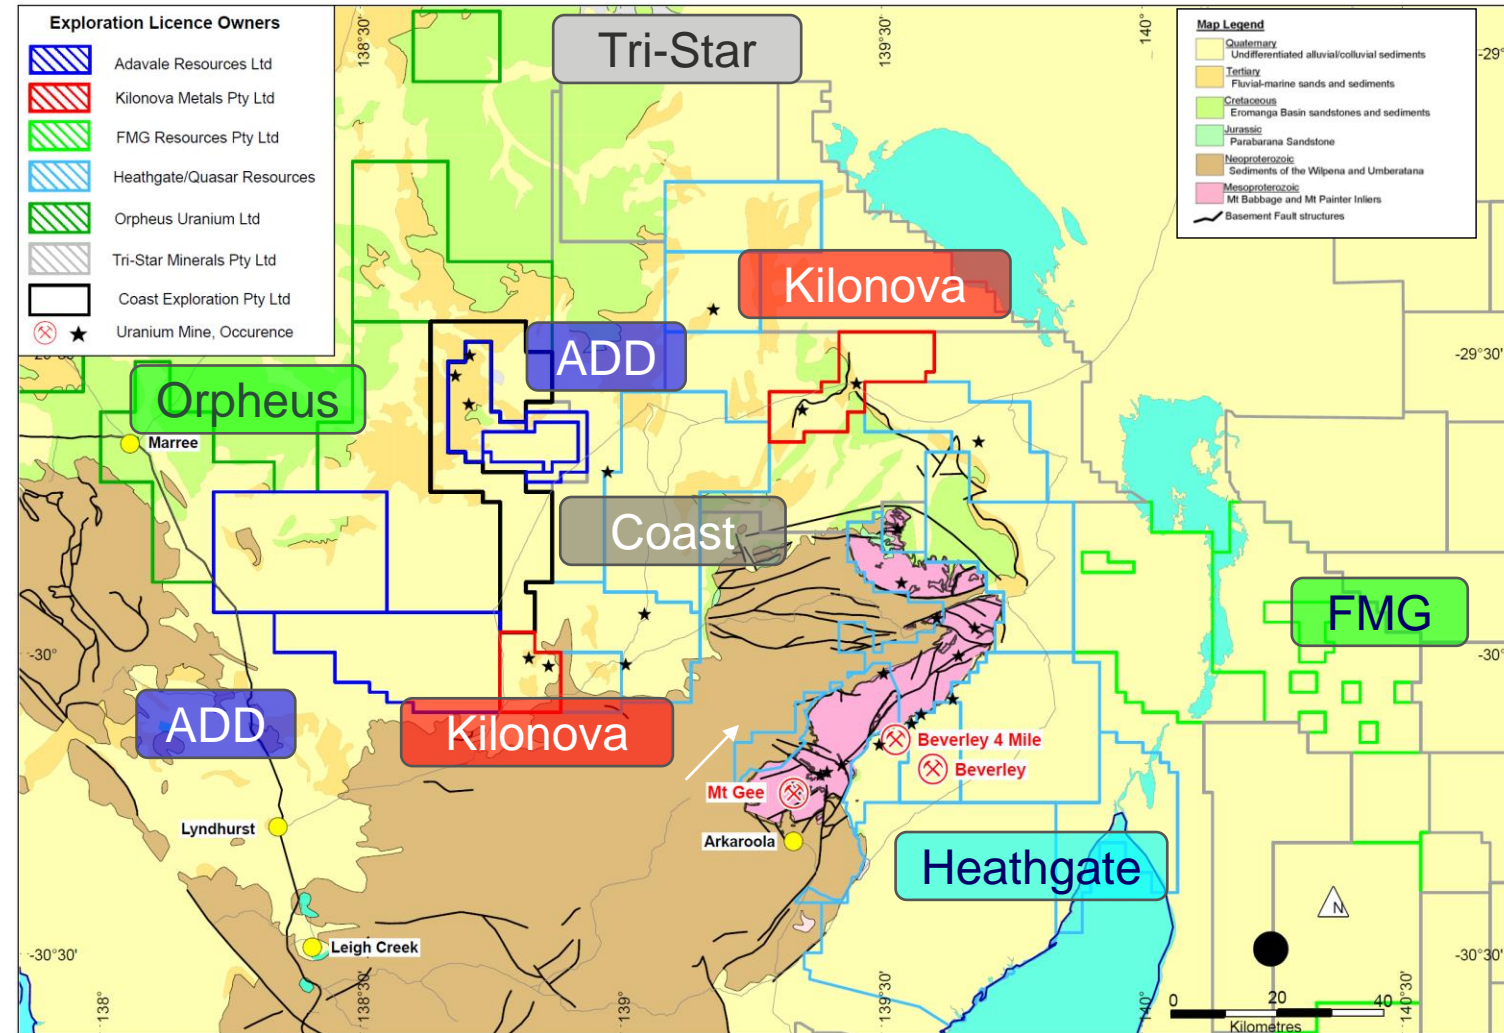 Exploration Licence Owners
Adavale Resources Ltd
Kilonova Metals Pty Ltd
FMG Resources Pty Ltd
Heathgate/Quasar Resources
Orpheus Uranium Ltd
Tri-Star Minerals Pty Ltd
Coast Exploration Pty Ltd
Uranium Mine, Occurence
138°30'
Tri-Star
139°30'
140°
Map Legend
Quaternary
Undifferentiated alluvial/colluvial sediments
Tertiary
Fluvial-marine sands and sediments
Cretaceous
Eromanga Basin sandstones and sediments
Jurassic
Parabarana Sandstone
Neoproterozoic
Sediments of the Wilpena and Umberatana
Mesoproterozoic
Mt Babbage and Mt Painter Inliers
Basement Fault structures
-29°
Kilonova
ADD
-29°30'
Orpheus
Marree
Coast
FMG
-30°
-30°
ADD
Kilonova
Beverley 4 Mile
Beverley
Mt Gee
Lyndhurst
Arkaroola
Heathgate
N
Leigh Creek
-30°30'
-30°30'
138°
138°30'
139°
139°30'
140°
140°30'
0 20 40
Kilometres